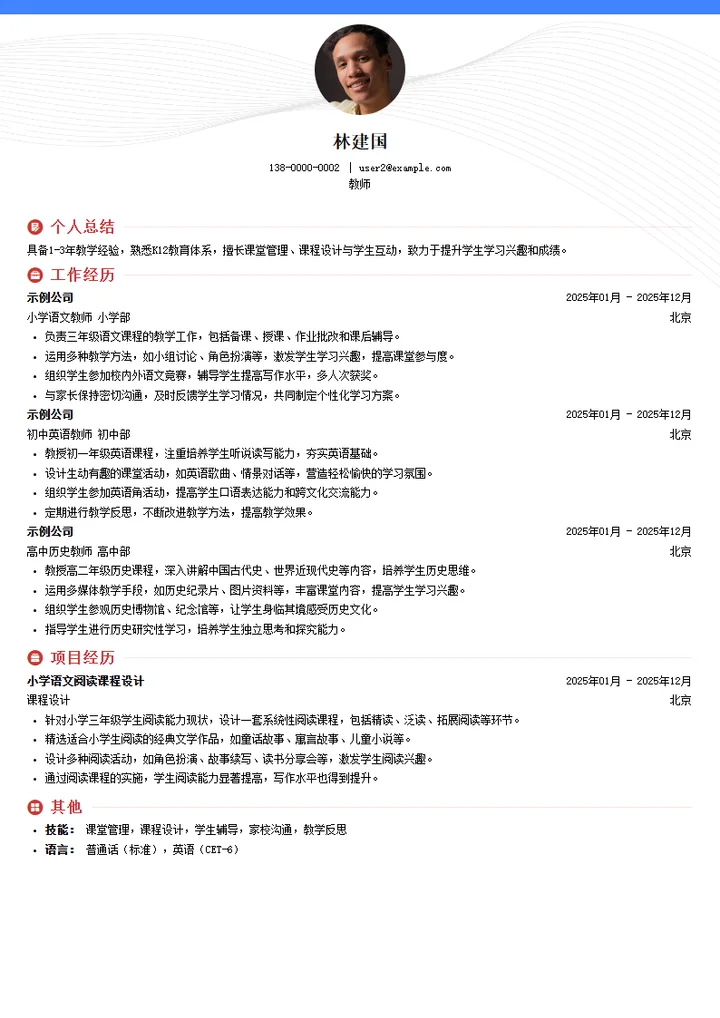 林建国
138-0000-0002 | user2@example.com
教师
个人总结
具备1-3年教学经验，熟悉K12教育体系，擅长课堂管理、课程设计与学生互动，致力于提升学生学习兴趣和成绩。
工作经历
示例公司 2025年01月 - 2025年12月
小学语文教师 小学部 北京
• 负责三年级语文课程的教学工作，包括备课、授课、作业批改和课后辅导。
• 运用多种教学方法，如小组讨论、角色扮演等，激发学生学习兴趣，提高课堂参与度。
• 组织学生参加校内外语文竞赛，辅导学生提高写作水平，多人次获奖。
• 与家长保持密切沟通，及时反馈学生学习情况，共同制定个性化学习方案。
示例公司 2025年01月 - 2025年12月
初中英语教师 初中部 北京
• 教授初一年级英语课程，注重培养学生听说读写能力，夯实英语基础。
• 设计生动有趣的课堂活动，如英语歌曲、情景对话等，营造轻松愉快的学习氛围。
• 组织学生参加英语角活动，提高学生口语表达能力和跨文化交流能力。
• 定期进行教学反思，不断改进教学方法，提高教学效果。
示例公司 2025年01月 - 2025年12月
高中历史教师 高中部 北京
• 教授高二年级历史课程，深入讲解中国古代史、世界近现代史等内容，培养学生历史思维。
• 运用多媒体教学手段，如历史纪录片、图片资料等，丰富课堂内容，提高学生学习兴趣。
• 组织学生参观历史博物馆、纪念馆等，让学生身临其境感受历史文化。
• 指导学生进行历史研究性学习，培养学生独立思考和探究能力。
项目经历
小学语文阅读课程设计 2025年01月 - 2025年12月
课程设计 北京
• 针对小学三年级学生阅读能力现状，设计一套系统性阅读课程，包括精读、泛读、拓展阅读等环节。
• 精选适合小学生阅读的经典文学作品，如童话故事、寓言故事、儿童小说等。
• 设计多种阅读活动，如角色扮演、故事续写、读书分享会等，激发学生阅读兴趣。
• 通过阅读课程的实施，学生阅读能力显著提高，写作水平也得到提升。
其他
• 技能： 课堂管理，课程设计，学生辅导，家校沟通，教学反思
• 语言： 普通话（标准），英语（CET-6）